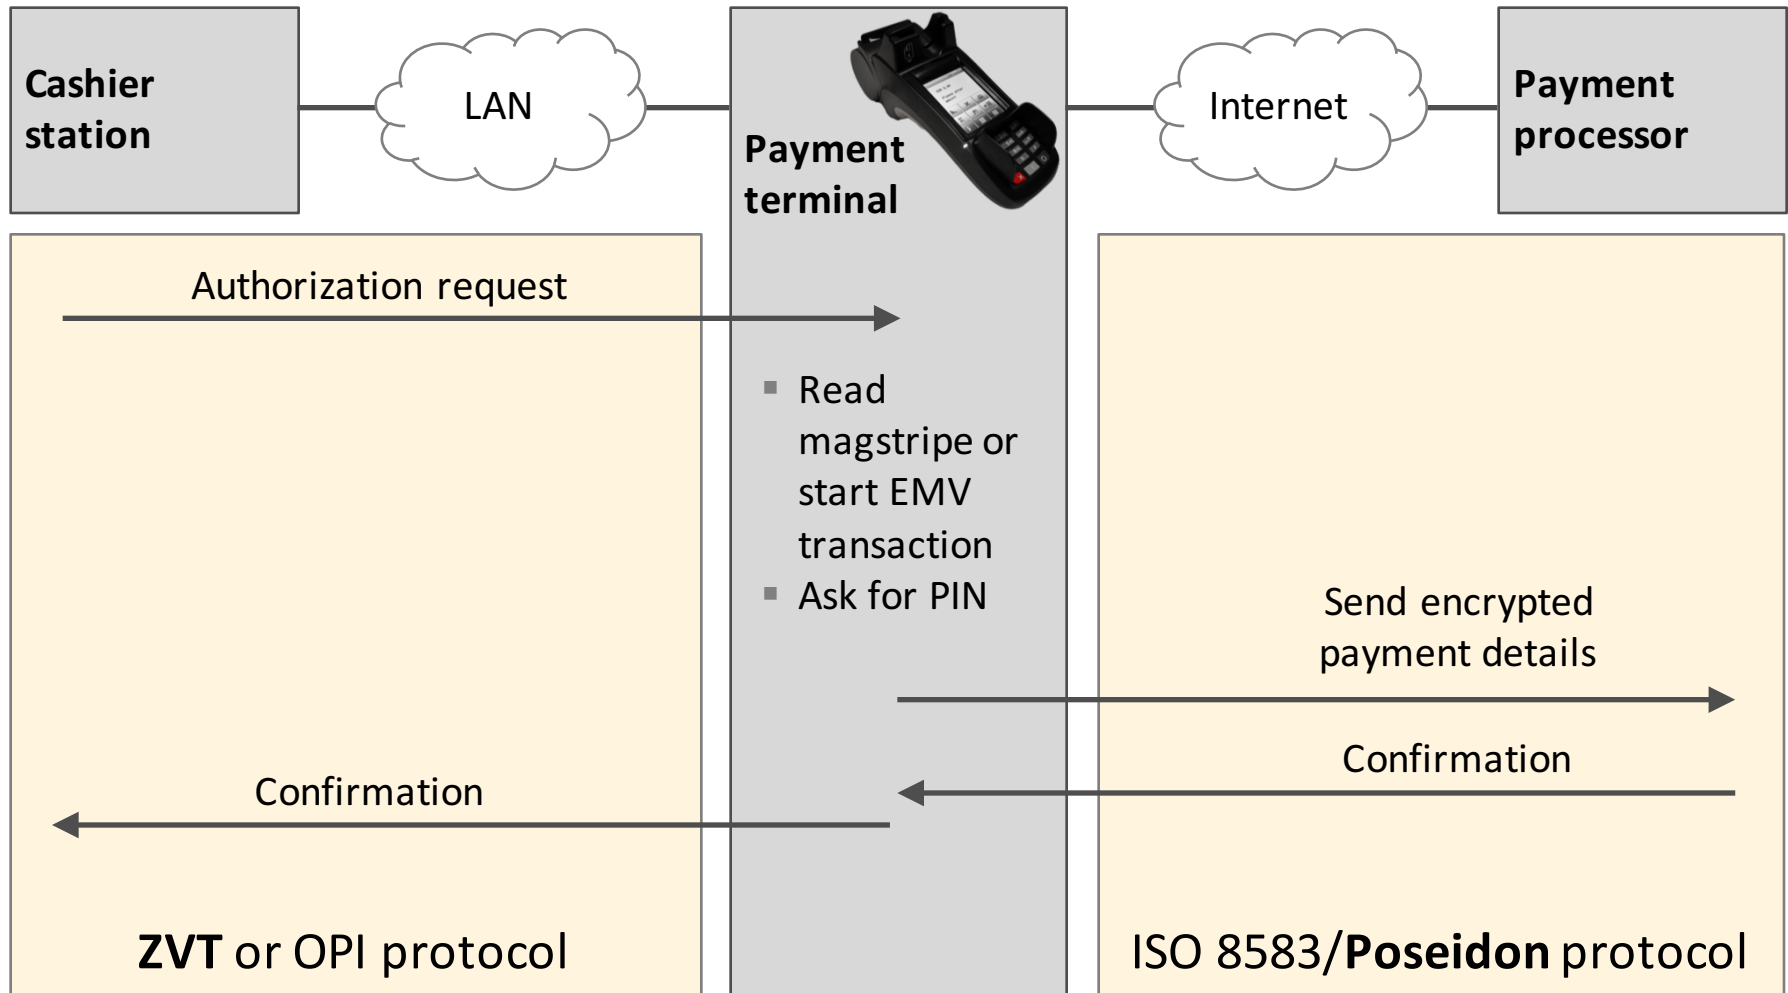 Cashier
station
LAN
Payment
terminal
Internet
Payment
processor
Authorization request
▪ Read
magstripe or
start EMV
transaction
▪ Ask for PIN
Send encrypted
payment details
Confirmation
Confirmation
ZVT or OPI protocol
ISO 8583/Poseidon protocol